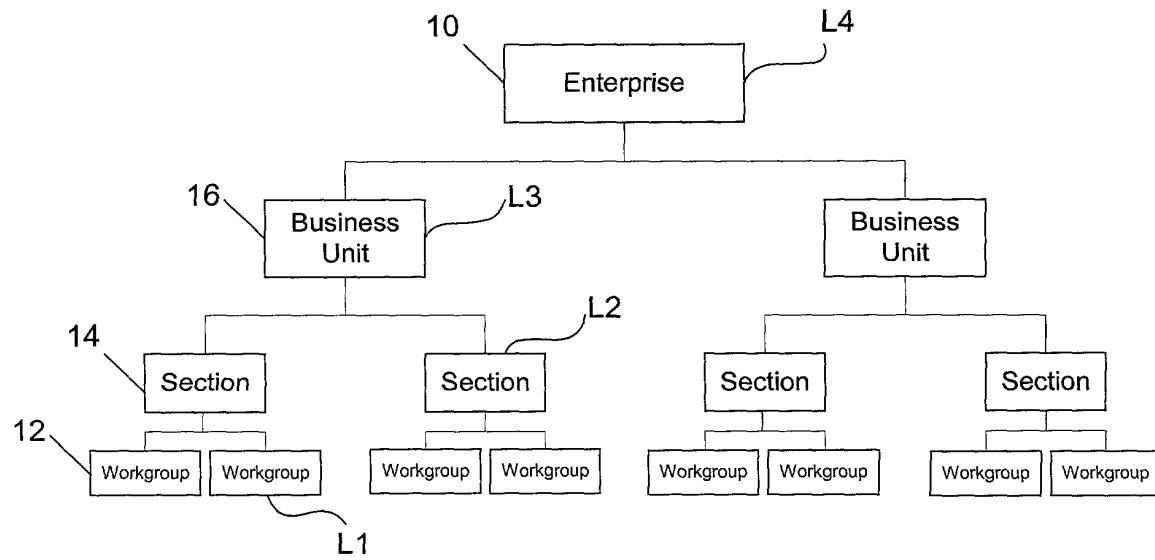 10
L4
Enterprise
16
L3
Business
Unit
Business
Unit
14
L2
Section
Section
Section
Section
12
Workgroup
Workgroup
Workgroup
Workgroup
Workgroup
Workgroup
Workgroup
Workgroup
L1